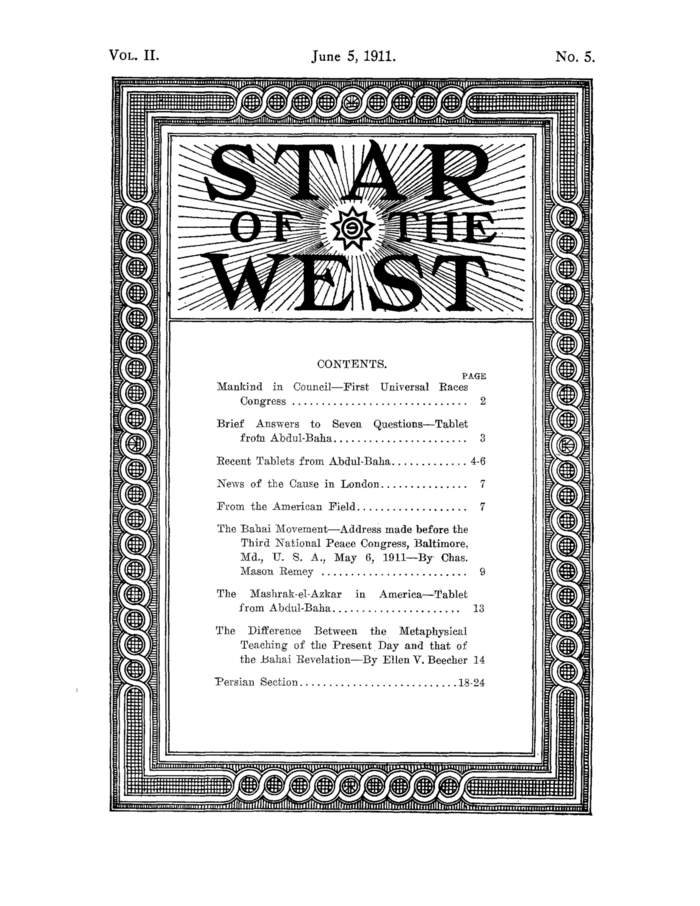 VOL. II. June 5, 1911. No. 5.
STAR
OF 9 THE
WEST
CONTENTS.
PAGE
Mankind in Council—First Universal Races
Congress .............................. 2
Brief Answers to Seven Questions—Tablet
from Abdul-Baha....................... 3
Recent Tablets from Abdul-Baha............. 4-6
News of the Cause in London............... 7
From the American Field................... 7
The Bahai Movement—Address made before the
Third National Peace Congress, Baltimore,
Md., U. S. A., May 6, 1911—By Chas.
Mason Remey ......................... 9
The Mashrak-el-Azkar in America—Tablet
from Abdul-Baha...................... 13
The Difference Between the Metaphysical
Teaching of the Present Day and that of
the Bahai Revelation—By Ellen V. Beecher 14
Persian Section...........................18-24